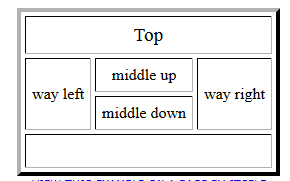 Top
middle up
way left
way right
middle down